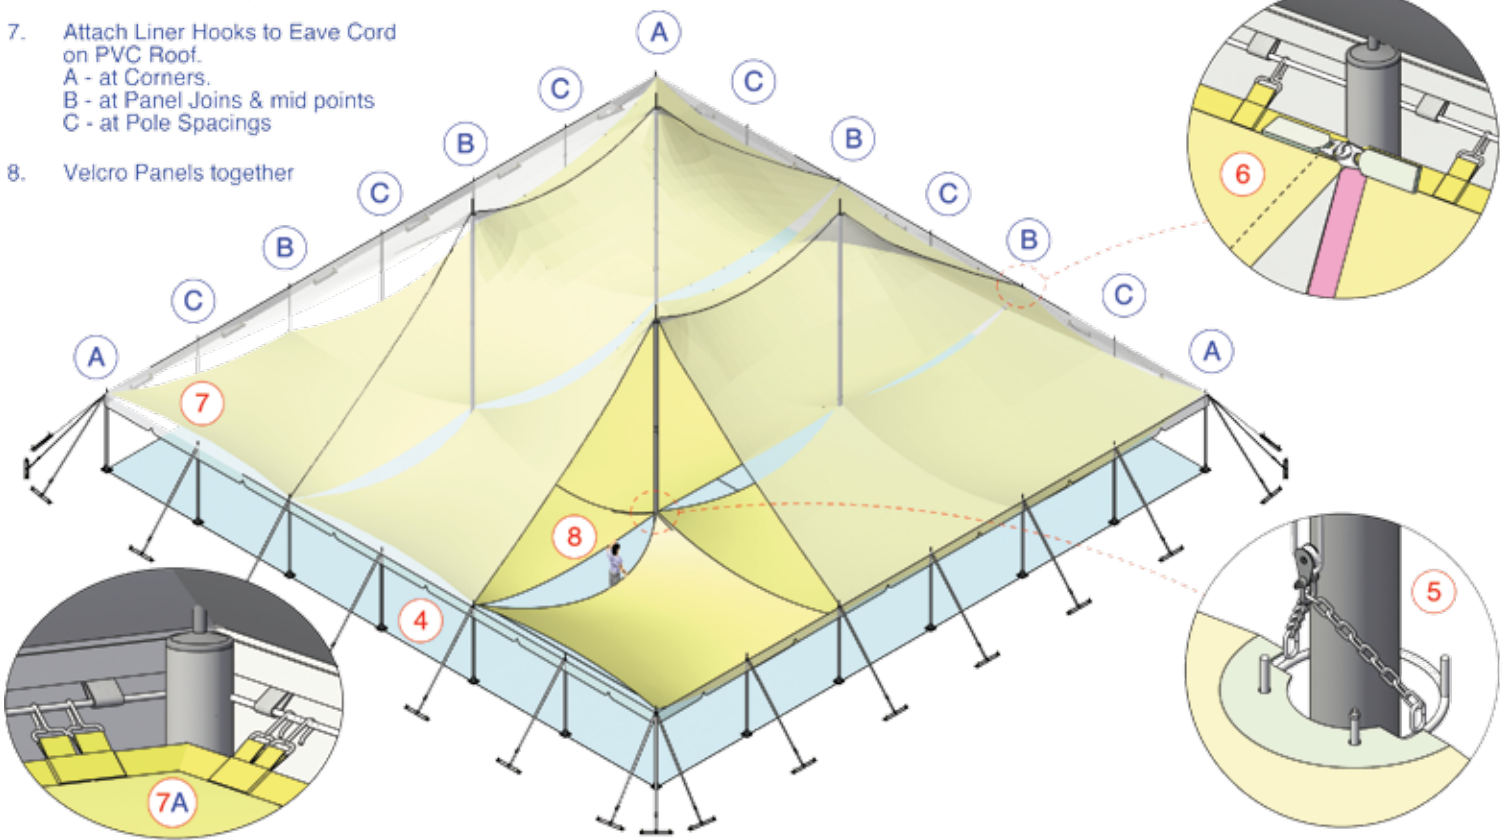 7. Attach Liner Hooks to Eave Cord
on PVC Roof.
A - at Corners.
B - at Panel Joins & mid points
C - at Pole Spacings
8. Velcro Panels together
A
C
C
B
B
C
C
B
B
C
C
A
A
6
7
8
5
4
7A